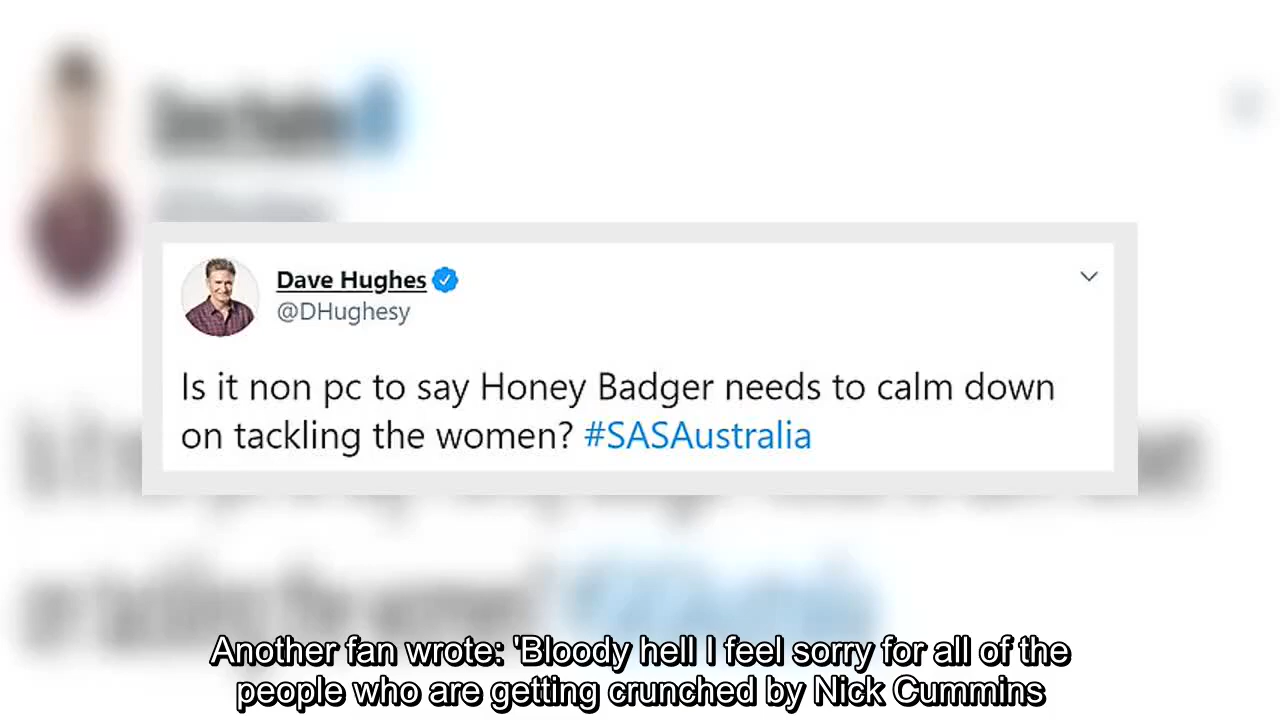 Dave Hughes
@DHughesy
Is it non pc to say Honey Badger needs to calm down
on tackling the women? #SASAustralia
Another fan wrote: 'Bloody hell I feel sorry for all of the
people who are getting crunched by Nick Cummins